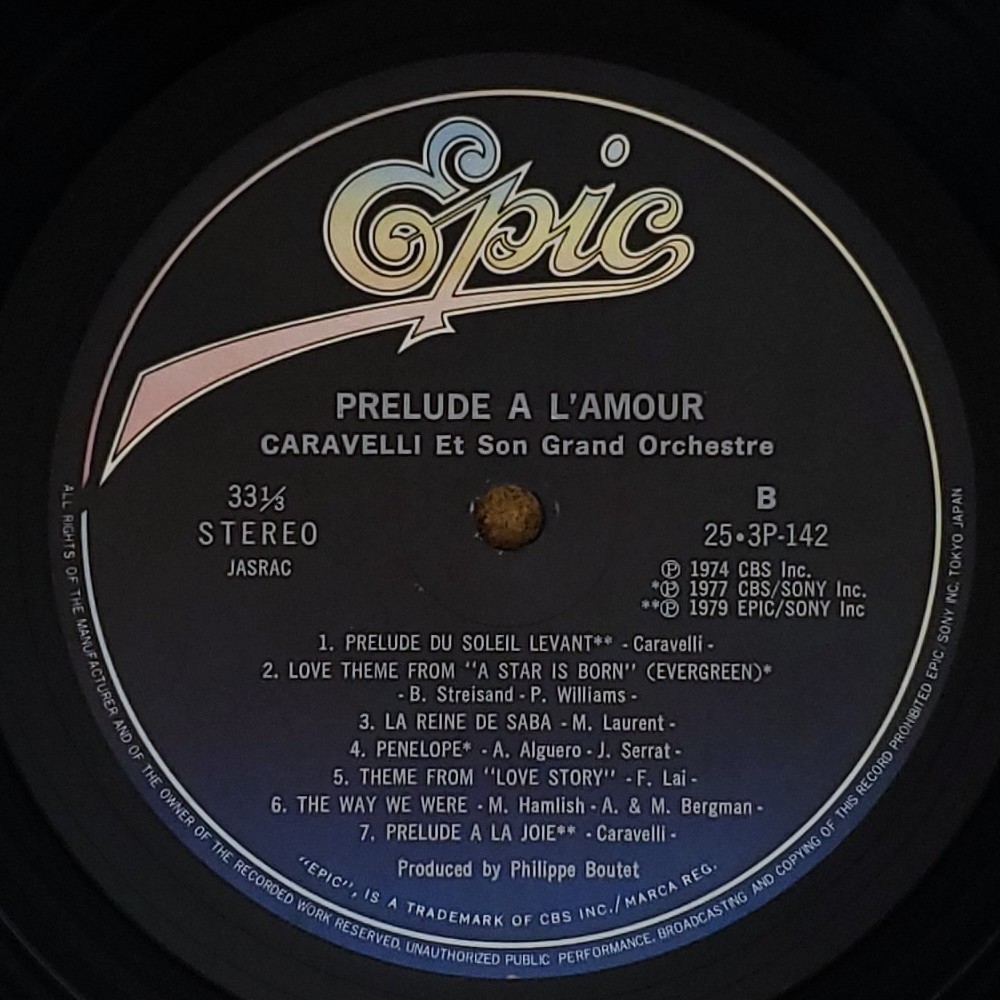 Epic
PRELUDE A L'AMOUR
CARAVELLI Et Son Grand Orchestre
33⅓
STEREO
JASRAC
B
25•3P-142
Ⓟ 1974 CBS Inc.
*Ⓟ 1977 CBS/SONY Inc.
**Ⓟ 1979 EPIC/SONY Inc
1. PRELUDE DU SOLEIL LEVANT** - Caravelli -
2. LOVE THEME FROM "A STAR IS BORN" (EVERGREEN)*
- B. Streisand - P. Williams -
3. LA REINE DE SABA - M. Laurent -
4. PENELOPE* - A. Alguero - J. Serrat -
5. THEME FROM "LOVE STORY" - F. Lai -
6. THE WAY WE WERE - M. Hamlish - A. & M. Bergman -
7. PRELUDE A LA JOIE** - Caravelli -
Produced by Philippe Boutet
"EPIC", IS A TRADEMARK OF CBS INC./MARCA REG.
ALL RIGHTS OF THE MANUFACTURER AND OF THE OWNER OF THE RECORDED WORK RESERVED. UNAUTHORIZED PUBLIC PERFORMANCE, BROADCASTING AND COPYING OF THIS RECORD PROHIBITED EPIC/SONY INC. TOKYO JAPAN